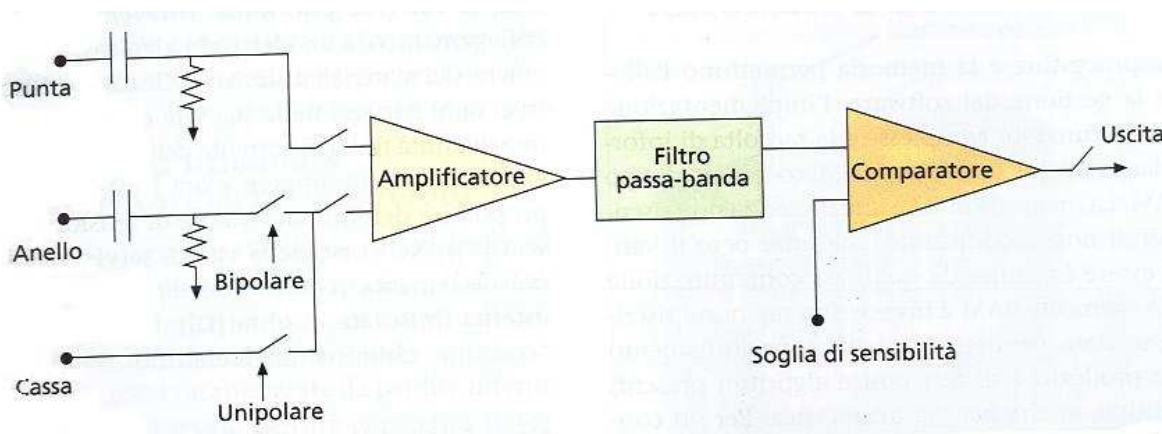 Punta
Anello
Cassa
Bipolare
Unipolare
Amplificatore
Filtro
passa-banda
Comparatore
Soglia di sensibilità
Uscita